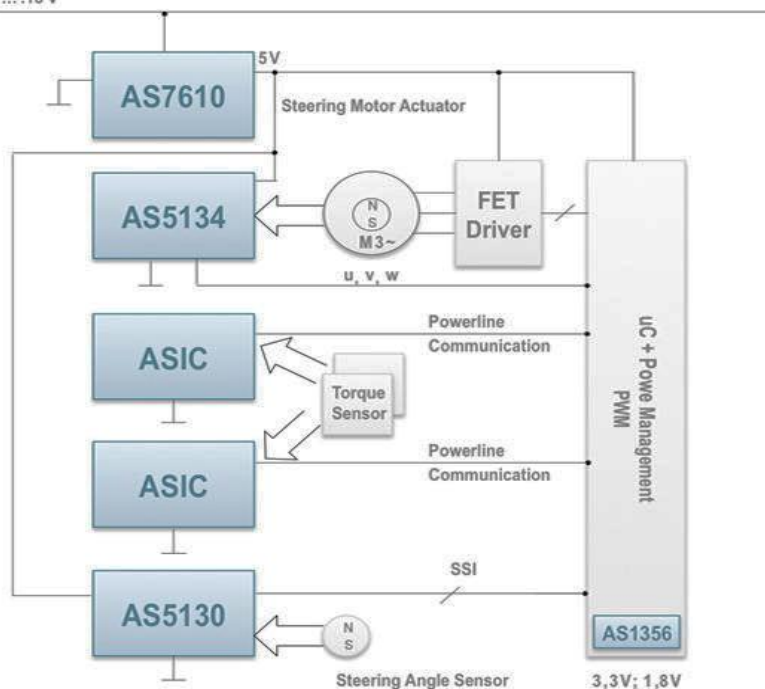 5V
AS7610
Steering Motor Actuator
AS5134
N
S
M3~
FET
Driver
u, v, w
ASIC
Powerline
Communication
Torque
Sensor
ASIC
Powerline
Communication
uC + Powe Management
PWM
SSI
AS5130
N
S
AS1356
Steering Angle Sensor
3,3V; 1,8V